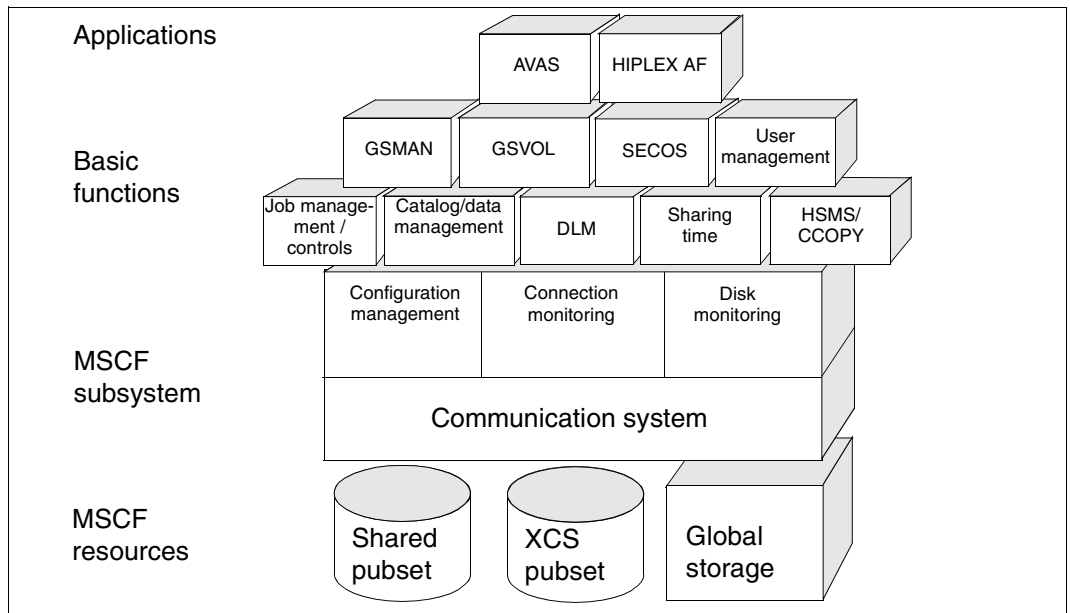 Applications
AVAS
HIPLEX AF
Basic
functions
GSMAN
GSVOL
SECOS
User
management
Job manage-
ment /
controls
Catalog/data
management
DLM
Sharing
time
HSMS/
CCOPY
MSCF
subsystem
Configuration
management
Connection
monitoring
Disk
monitoring
Communication system
MSCF
resources
Shared
pubset
XCS
pubset
Global
storage